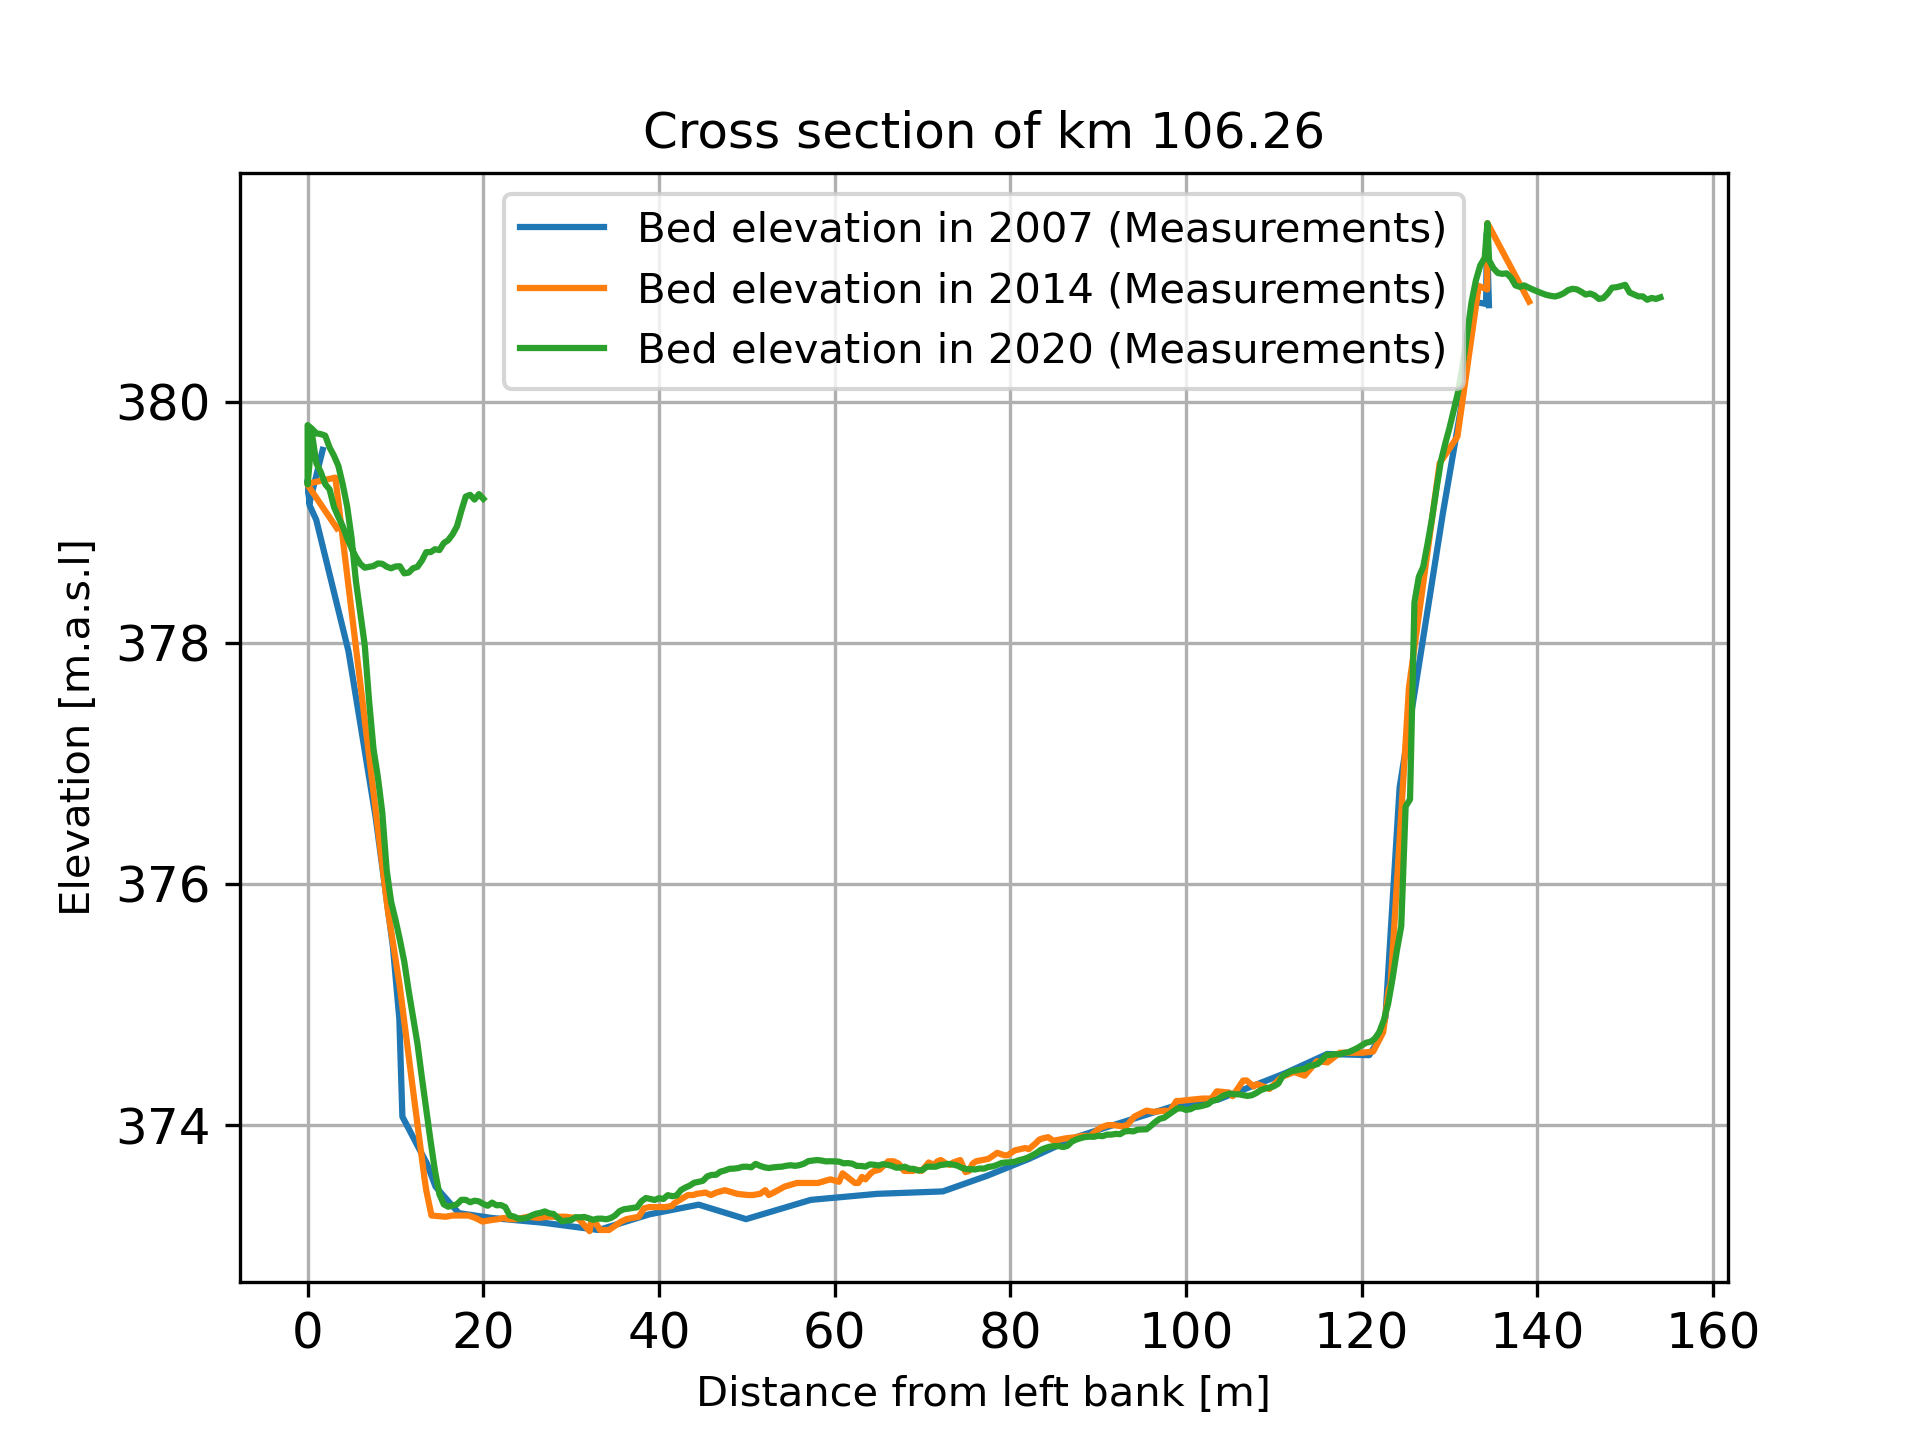 Cross section of km 106.26
Bed elevation in 2007 (Measurements)
Bed elevation in 2014 (Measurements)
Bed elevation in 2020 (Measurements)
Elevation [m.a.s.l]
380
378
376
374
0 20 40 60 80 100 120 140 160
Distance from left bank [m]